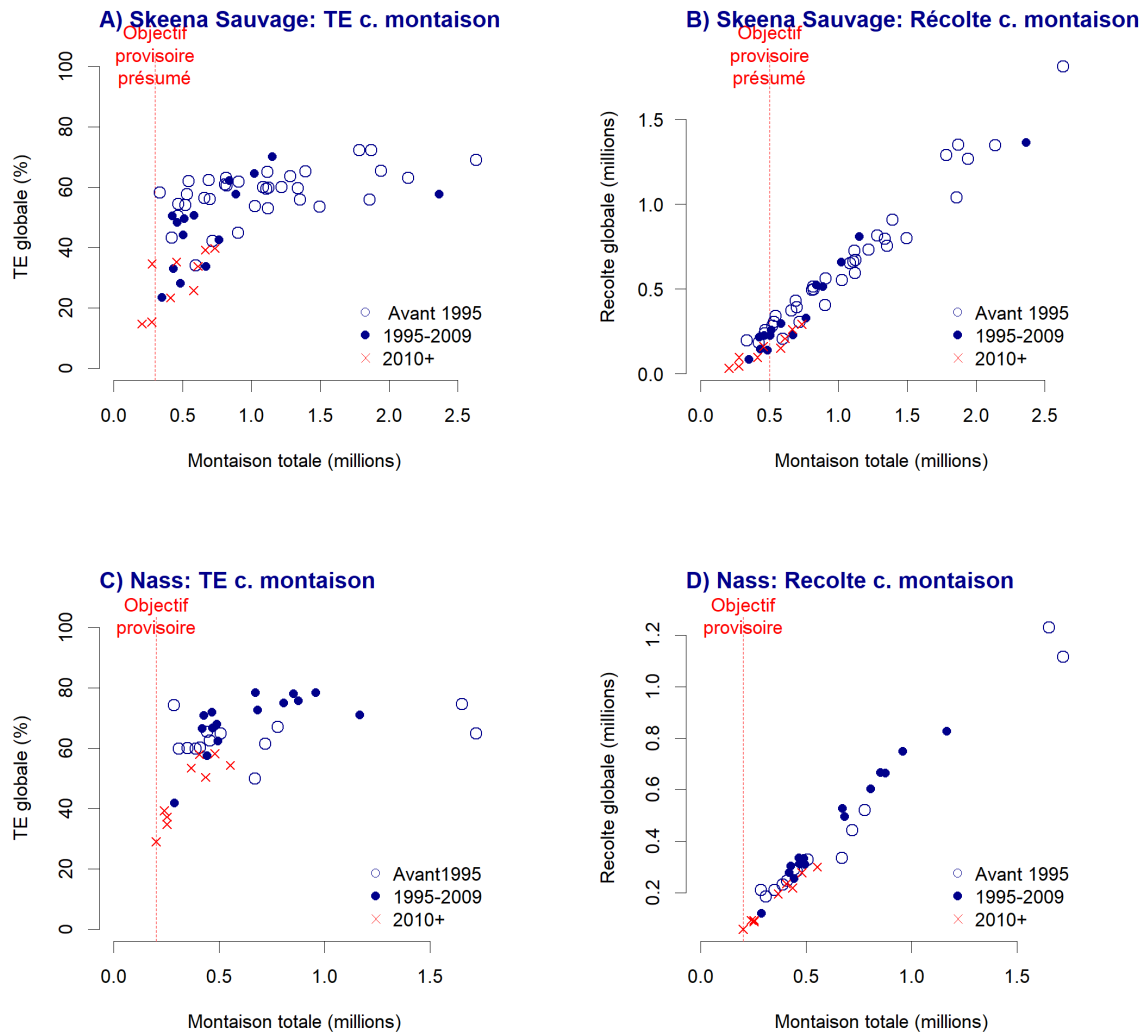 A) Skeena Sauvage: TE c. montaison
Objectif
provisoire
présumé
TE globale (%)
100
80
60
40
20
0
Avant 1995
1995-2009
2010+
0.0 0.5 1.0 1.5 2.0 2.5
Montaison totale (millions)
B) Skeena Sauvage: Récolte c. montaison
Objectif
provisoire
présumé
Recolte globale (millions)
1.5
1.0
0.5
0.0
Avant 1995
1995-2009
2010+
0.0 0.5 1.0 1.5 2.0 2.5
Montaison totale (millions)
C) Nass: TE c. montaison
Objectif
provisoire
TE globale (%)
100
80
60
40
20
0
Avant1995
1995-2009
2010+
0.0 0.5 1.0 1.5
Montaison totale (millions)
D) Nass: Recolte c. montaison
Objectif
provisoire
Recolte globale (millions)
1.2
1.0
0.8
0.6
0.4
0.2
Avant 1995
1995-2009
2010+
0.0 0.5 1.0 1.5
Montaison totale (millions)